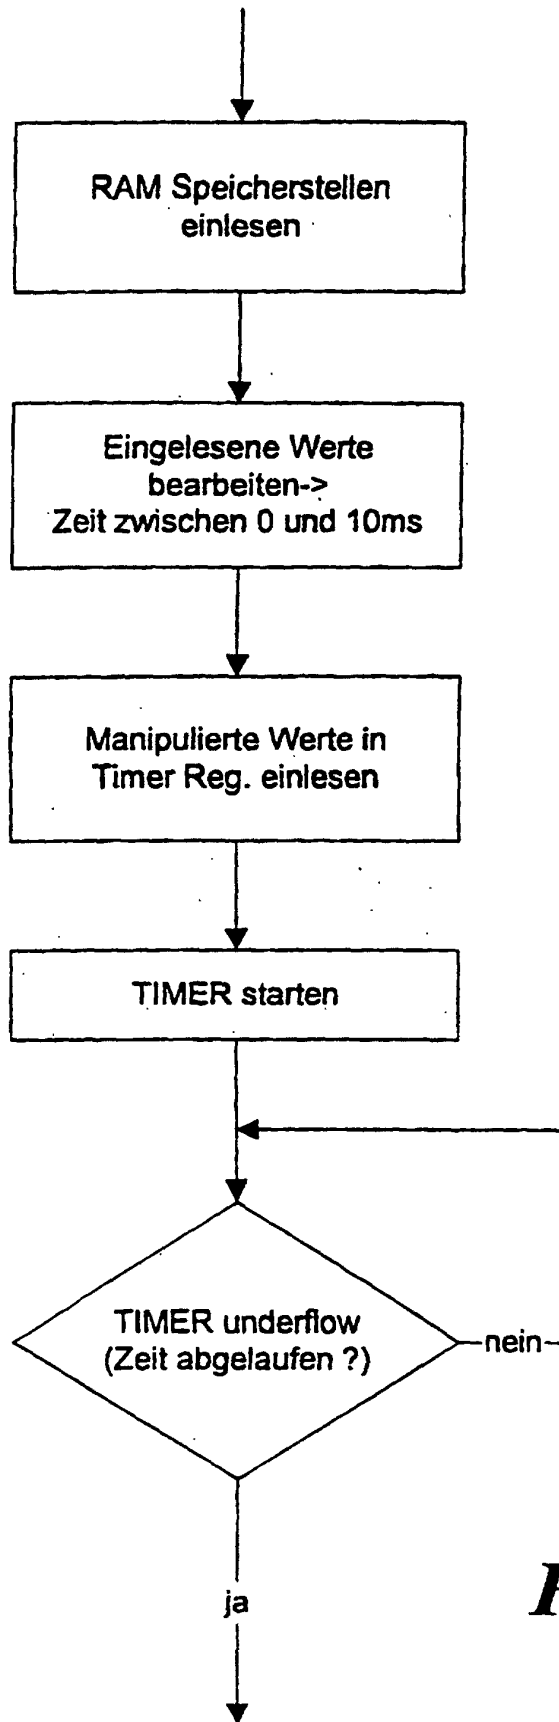 RAM Speicherstellen
einlesen
Eingelesene Werte
bearbeiten->
Zeit zwischen 0 und 10ms
Manipulierte Werte in
Timer Reg. einlesen
TIMER starten
TIMER underflow
(Zeit abgelaufen ?)
nein
ja